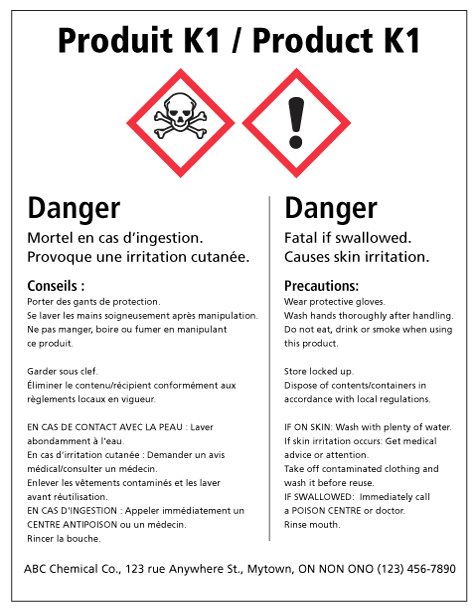 Produit K1 / Product K1
Danger
Mortel en cas d'ingestion.
Provoque une irritation cutanée.
Conseils :
Porter des gants de protection.
Se laver les mains soigneusement après manipulation.
Ne pas manger, boire ou fumer en manipulant
ce produit.
Garder sous clef.
Éliminer le contenu/récipient conformément aux
règlements locaux en vigueur.
EN CAS DE CONTACT AVEC LA PEAU : Laver
abondamment à l'eau.
En cas d'irritation cutanée : Demander un avis
médical/consulter un médecin.
Enlever les vêtements contaminés et les laver
avant réutilisation.
EN CAS D'INGESTION : Appeler immédiatement un
CENTRE ANTIPOISON ou un médecin.
Rincer la bouche.
Danger
Fatal if swallowed.
Causes skin irritation.
Precautions:
Wear protective gloves.
Wash hands thoroughly after handling.
Do not eat, drink or smoke when using
this product.
Store locked up.
Dispose of contents/containers in
accordance with local regulations.
IF ON SKIN: Wash with plenty of water.
If skin irritation occurs: Get medical
advice or attention.
Take off contaminated clothing and
wash it before reuse.
IF SWALLOWED: Immediately call
a POISON CENTRE or doctor.
Rinse mouth.
ABC Chemical Co., 123 rue Anywhere St., Mytown, ON NON ONO (123) 456-7890